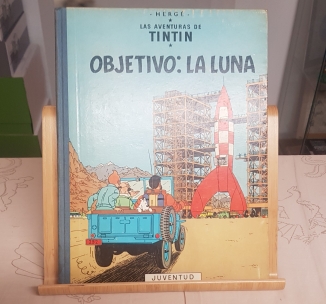 - HERGÉ -
LAS AVENTURAS DE
TINTIN
OBJETIVO: LA LUNA
JUVENTUD